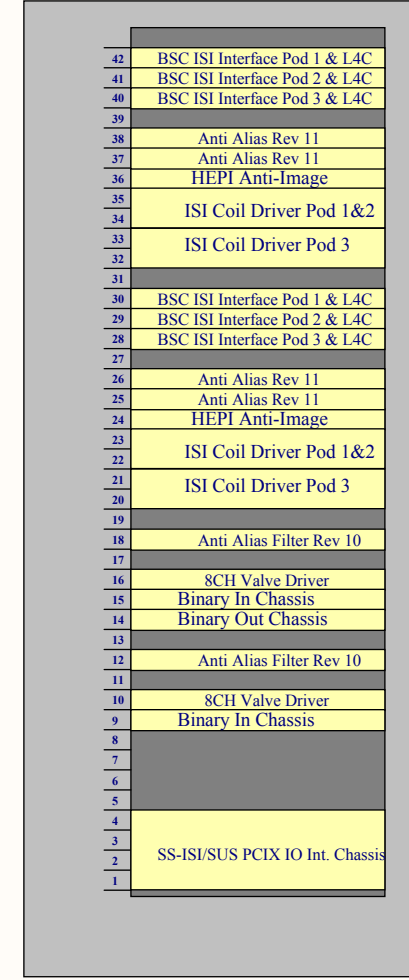 42 BSC ISI Interface Pod 1 & L4C
41 BSC ISI Interface Pod 2 & L4C
40 BSC ISI Interface Pod 3 & L4C
39
38 Anti Alias Rev 11
37 Anti Alias Rev 11
36 HEPI Anti-Image
35
ISI Coil Driver Pod 1&2
34
33
ISI Coil Driver Pod 3
32
31
30 BSC ISI Interface Pod 1 & L4C
29 BSC ISI Interface Pod 2 & L4C
28 BSC ISI Interface Pod 3 & L4C
27
26 Anti Alias Rev 11
25 Anti Alias Rev 11
24 HEPI Anti-Image
23
ISI Coil Driver Pod 1&2
22
21
ISI Coil Driver Pod 3
20
19
18 Anti Alias Filter Rev 10
17
16 8CH Valve Driver
15 Binary In Chassis
14 Binary Out Chassis
13
12 Anti Alias Filter Rev 10
11
10 8CH Valve Driver
9 Binary In Chassis
8
7
6
5
4
3
2 SS-ISI/SUS PCIX IO Int. Chassis
1